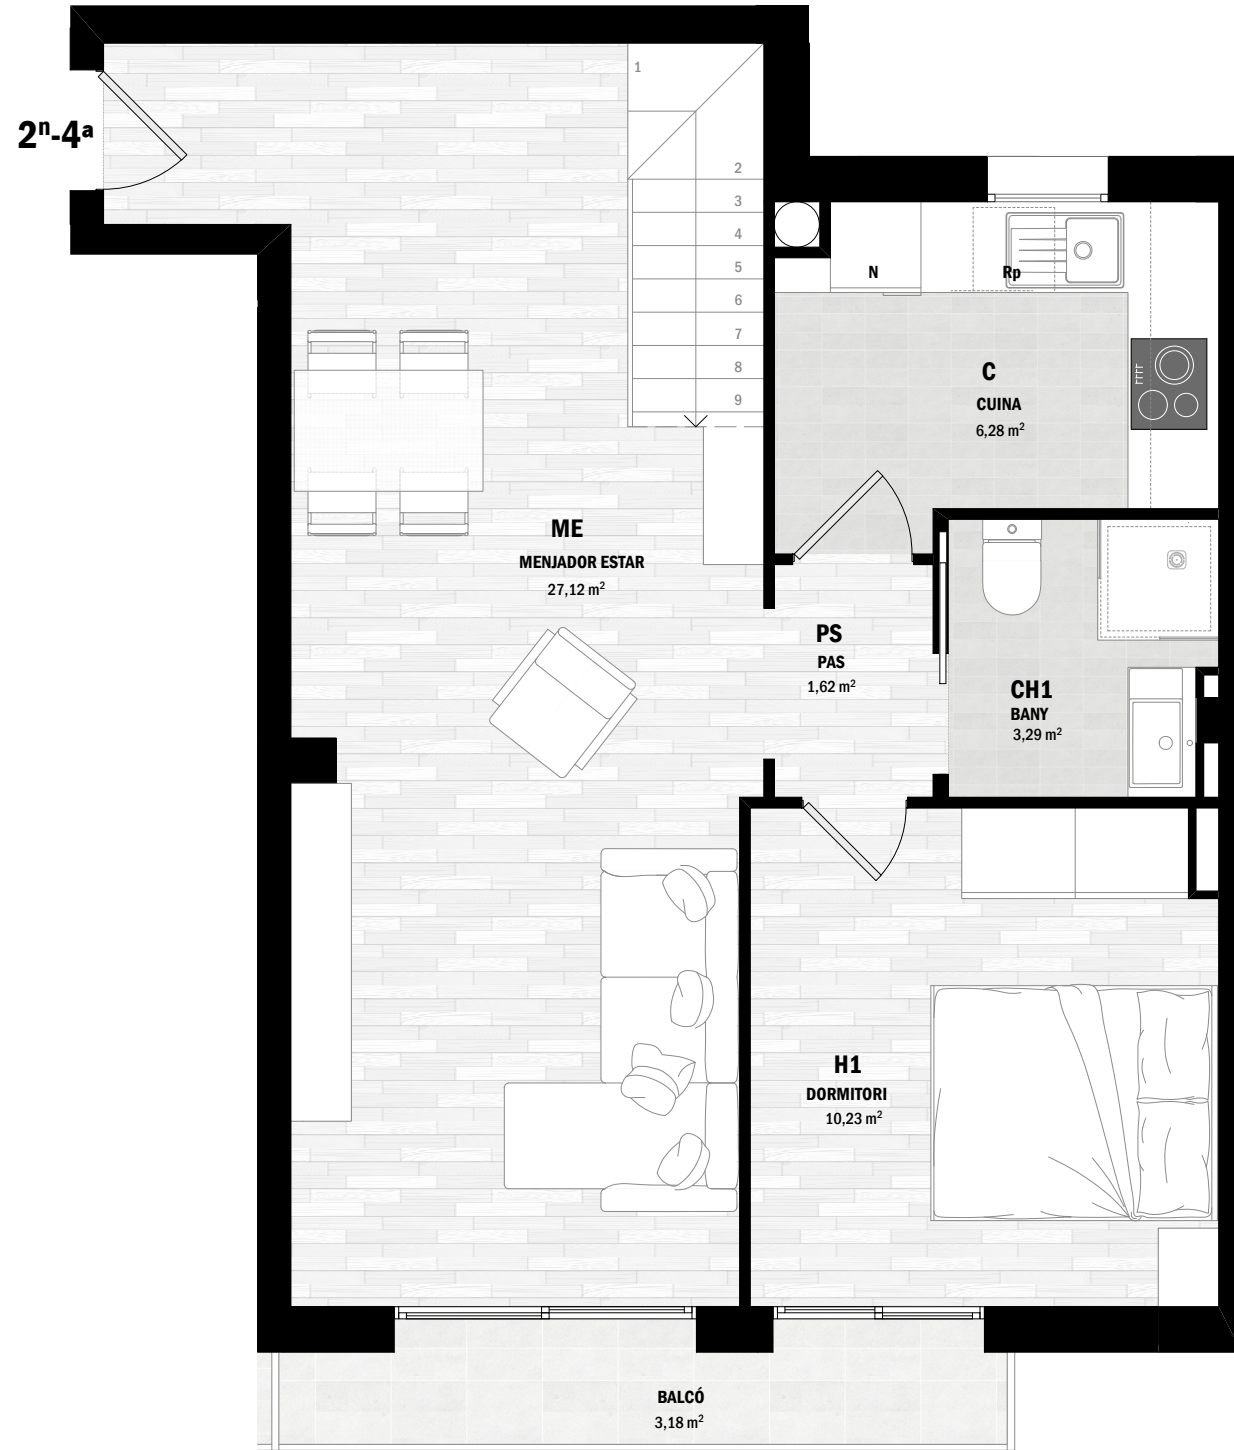 2ⁿ-4ª
1
2
3
4
5
6
7
8
9
N
Rp
C
CUINA
6,28 m²
ME
MENJADOR ESTAR
27,12 m²
PS
PAS
1,62 m²
CH1
BANY
3,29 m²
H1
DORMITORI
10,23 m²
BALCÓ
3,18 m²